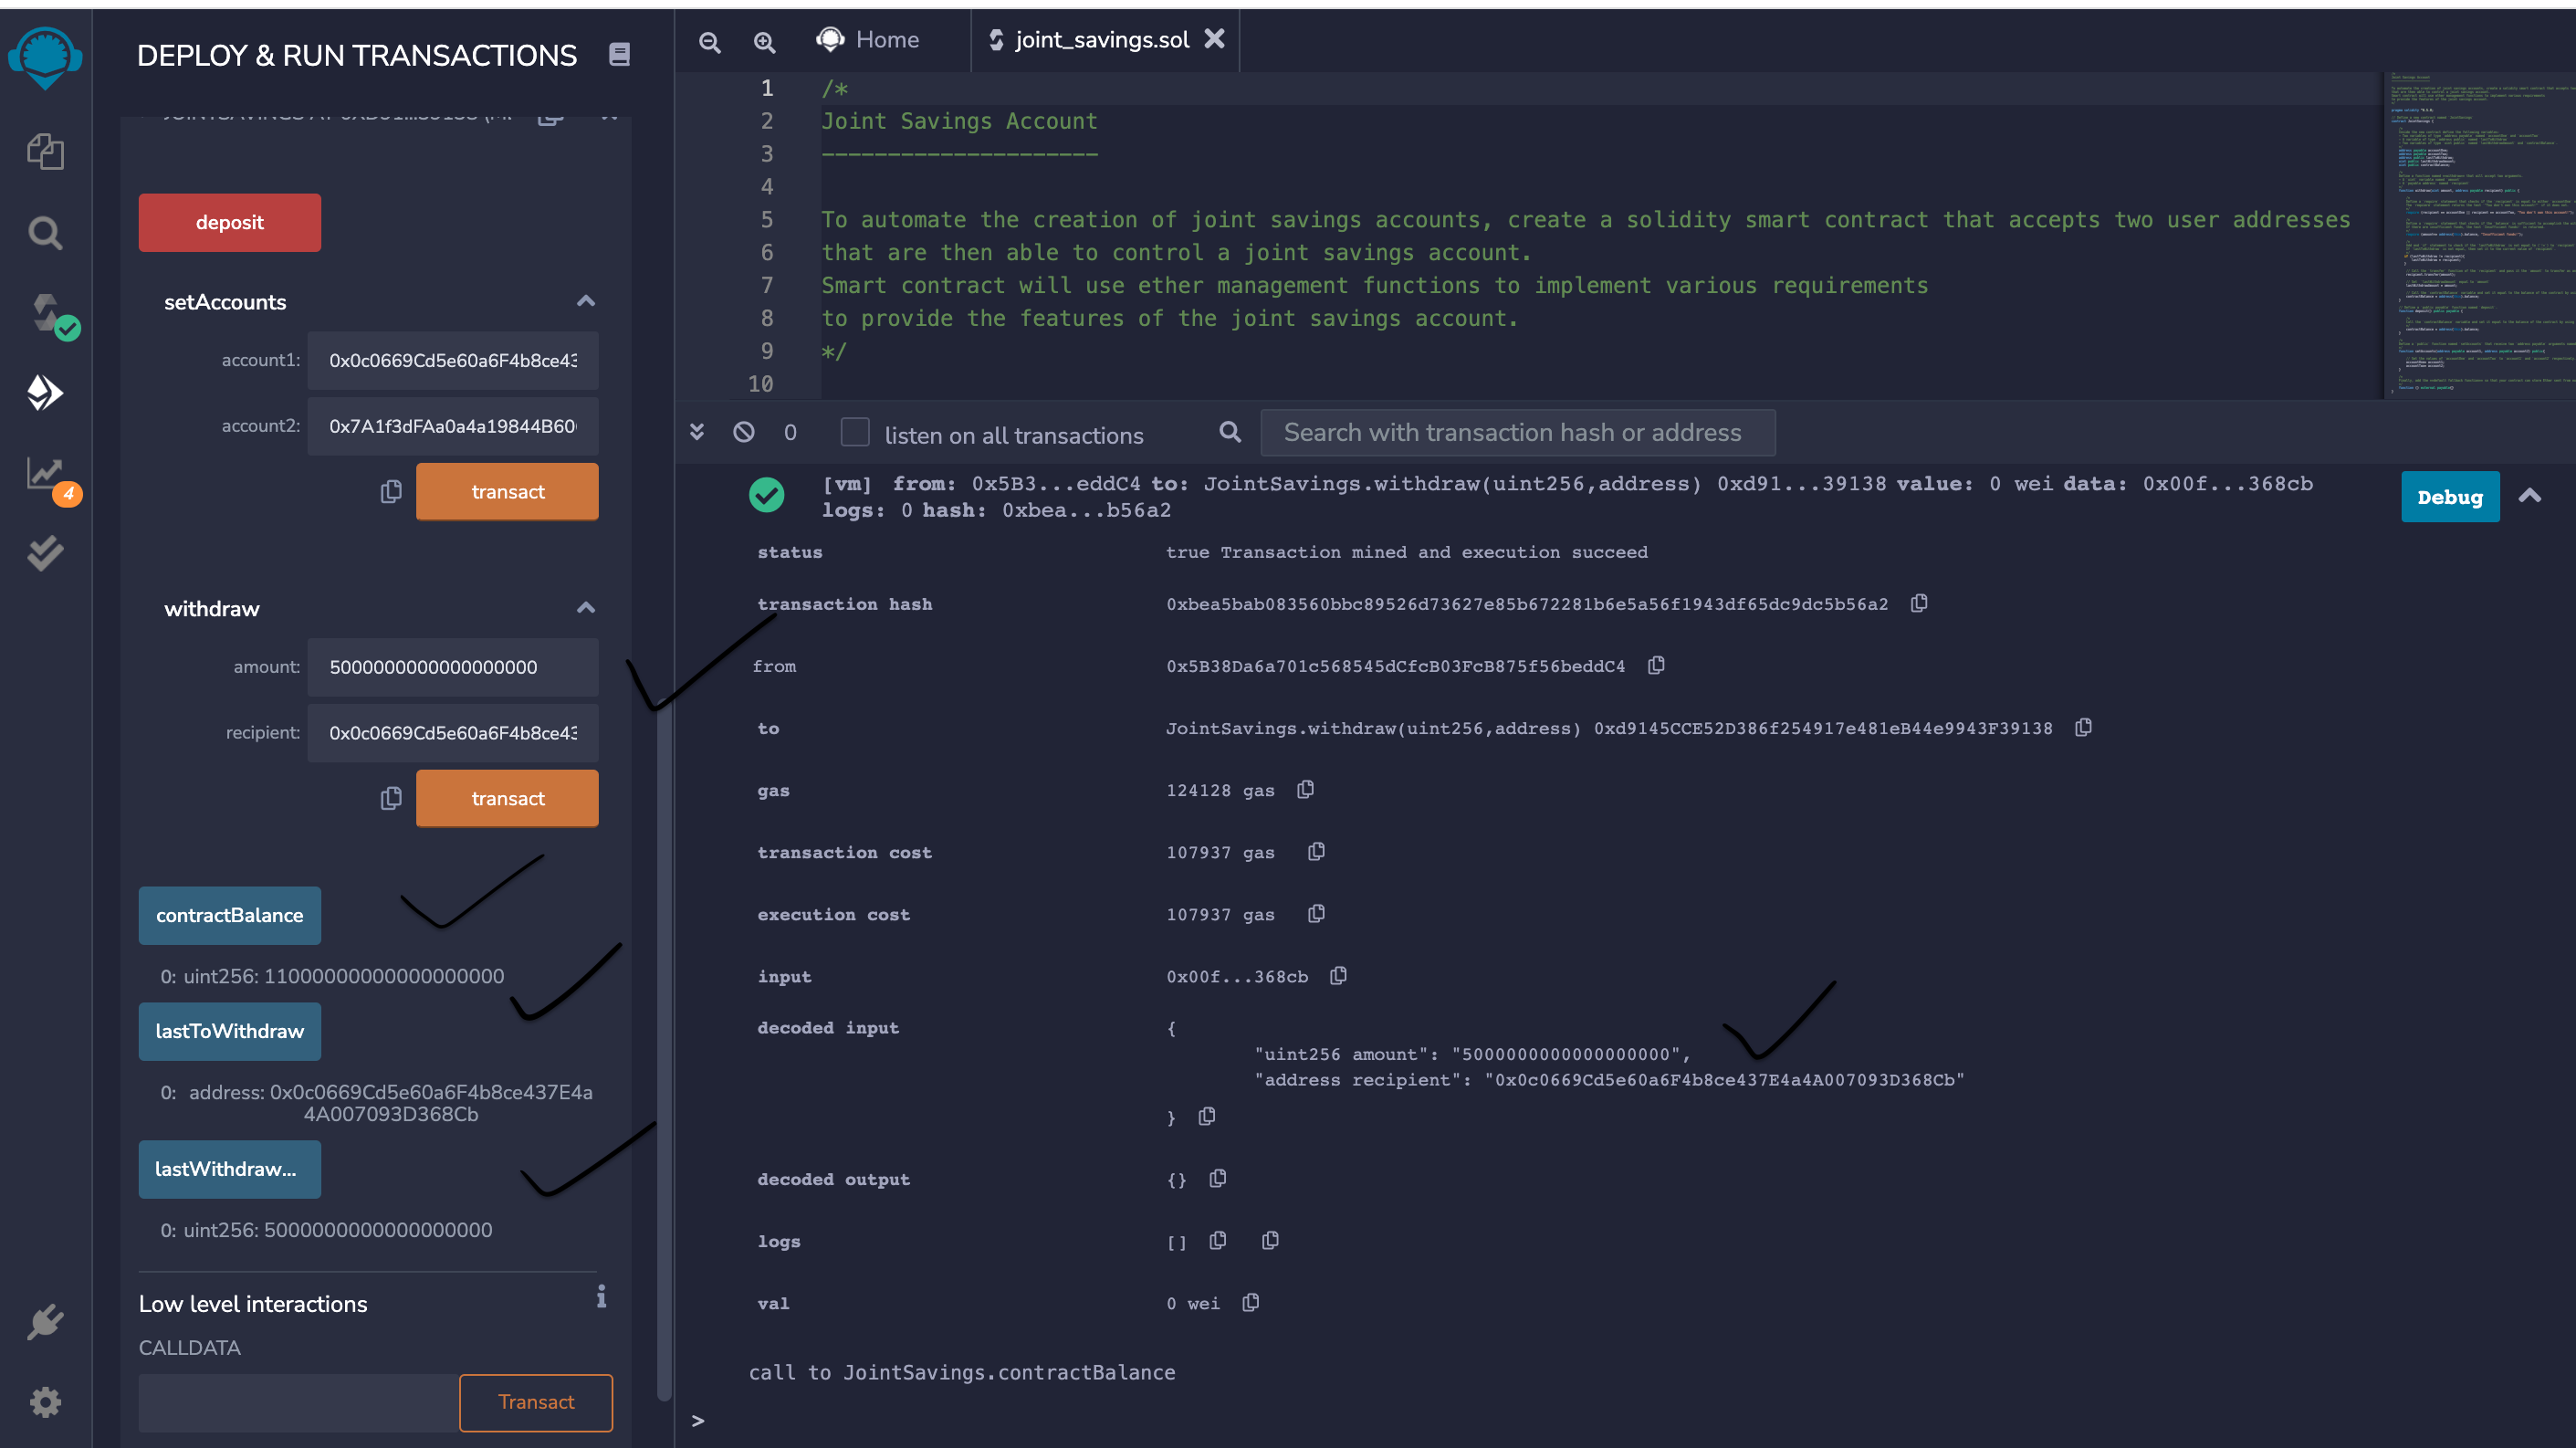 DEPLOY & RUN TRANSACTIONS
deposit
setAccounts
account1: 0x0c0669Cd5e60a6F4b8ce43
account2: 0x7A1f3dFAa0a4a19844B60
transact
withdraw
amount: 5000000000000000000
recipient: 0x0c0669Cd5e60a6F4b8ce43
transact
contractBalance
0: uint256: 11000000000000000000
lastToWithdraw
0: address: 0x0c0669Cd5e60a6F4b8ce437E4a
4A007093D368Cb
lastWithdraw...
0: uint256: 5000000000000000000
Low level interactions
CALLDATA
Transact
4
Home
joint_savings.sol
1 /*
2 Joint Savings Account
3 ---------------------
4
5 To automate the creation of joint savings accounts, create a solidity smart contract that accepts two user addresses
6 that are then able to control a joint savings account.
7 Smart contract will use ether management functions to implement various requirements
8 to provide the features of the joint savings account.
9 */
10
0 listen on all transactions Search with transaction hash or address
[vm] from: 0x5B3...eddC4 to: JointSavings.withdraw(uint256,address) 0xd91...39138 value: 0 wei data: 0x00f...368cb
logs: 0 hash: 0xbea...b56a2
Debug
status true Transaction mined and execution succeed
transaction hash 0xbea5bab083560bbc89526d73627e85b672281b6e5a56f1943df65dc9dc5b56a2
from 0x5B38Da6a701c568545dCfcB03FcB875f56beddC4
to JointSavings.withdraw(uint256,address) 0xd9145CCE52D386f254917e481eB44e9943F39138
gas 124128 gas
transaction cost 107937 gas
execution cost 107937 gas
input 0x00f...368cb
decoded input {
"uint256 amount": "5000000000000000000",
"address recipient": "0x0c0669Cd5e60a6F4b8ce437E4a4A007093D368Cb"
}
decoded output {}
logs []
val 0 wei
call to JointSavings.contractBalance
>